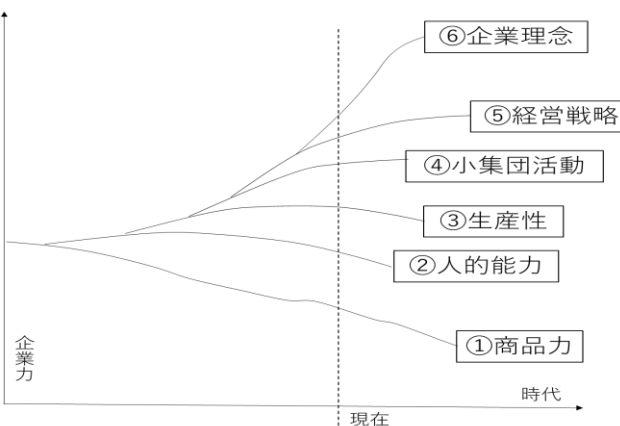 ⑥企業理念
⑤経営戦略
④小集団活動
③生産性
②人的能力
①商品力
企業力
時代
現在